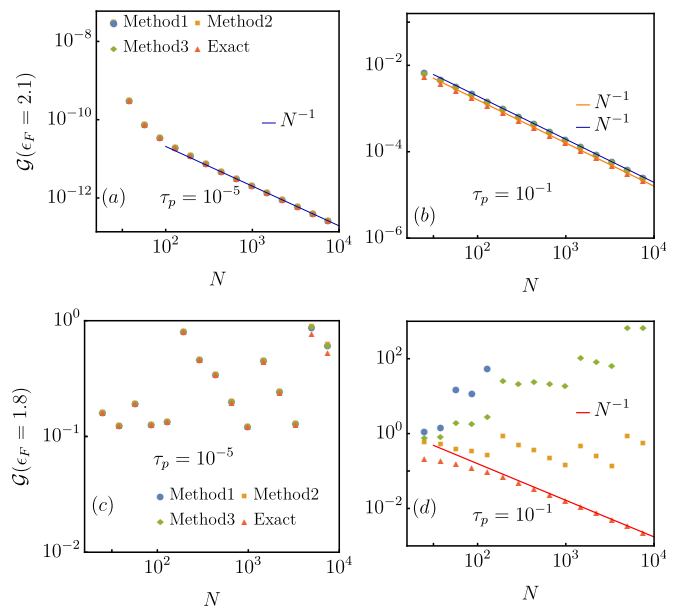 Method1 Method2
Method3 Exact
𝒢(ϵ_F = 2.1)
10^{-8}
10^{-10}
10^{-12}
N^{-1}
(a) τ_p = 10^{-5}
10^2 10^3 10^4
N
10^{-2}
10^{-4}
10^{-6}
N^{-1}
N^{-1}
(b) τ_p = 10^{-1}
10^2 10^3 10^4
N
𝒢(ϵ_F = 1.8)
10^0
10^{-1}
10^{-2}
τ_p = 10^{-5}
Method1 Method2
(c) Method3 Exact
10^2 10^3 10^4
N
10^2
10^0
10^{-2}
N^{-1}
(d) τ_p = 10^{-1}
10^2 10^3 10^4
N